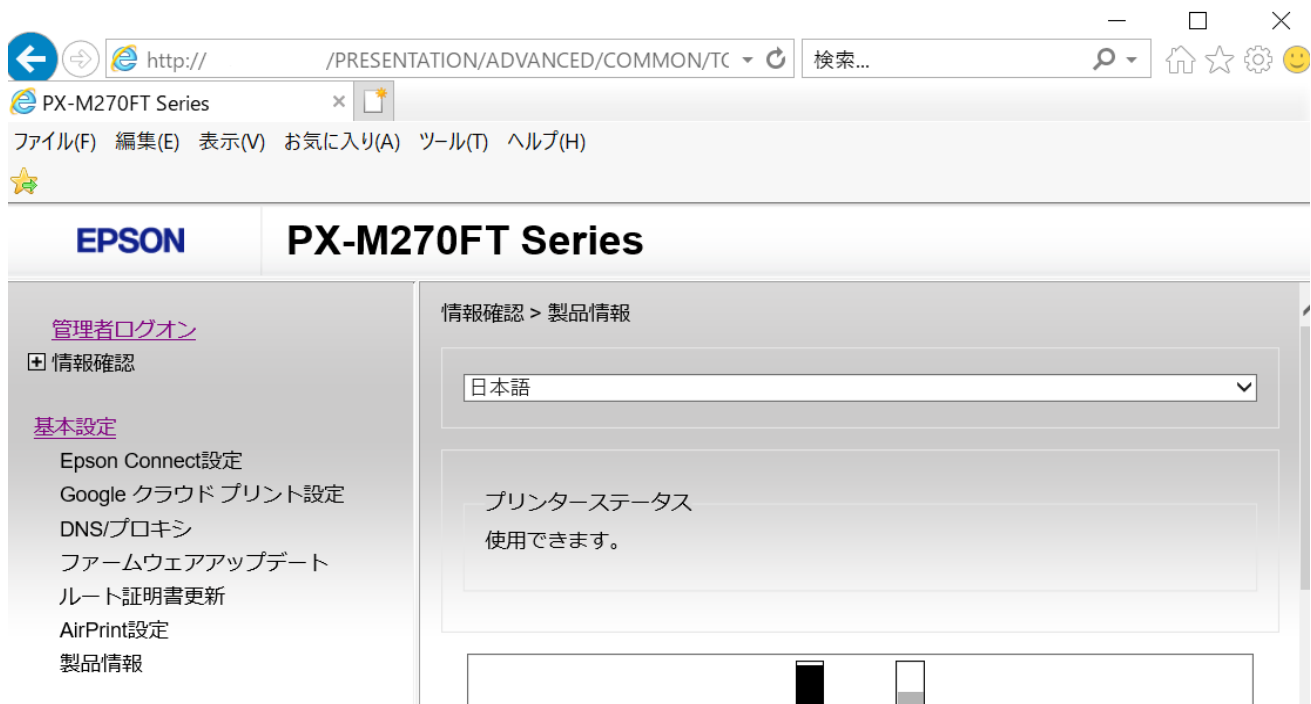 http:// /PRESENTATION/ADVANCED/COMMON/TC
検索...
PX-M270FT Series
ファイル(F) 編集(E) 表示(V) お気に入り(A) ツール(T) ヘルプ(H)
EPSON
PX-M270FT Series
管理者ログオン
情報確認
基本設定
Epson Connect設定
Google クラウド プリント設定
DNS/プロキシ
ファームウェアアップデート
ルート証明書更新
AirPrint設定
製品情報
情報確認 > 製品情報
日本語
プリンターステータス
使用できます。